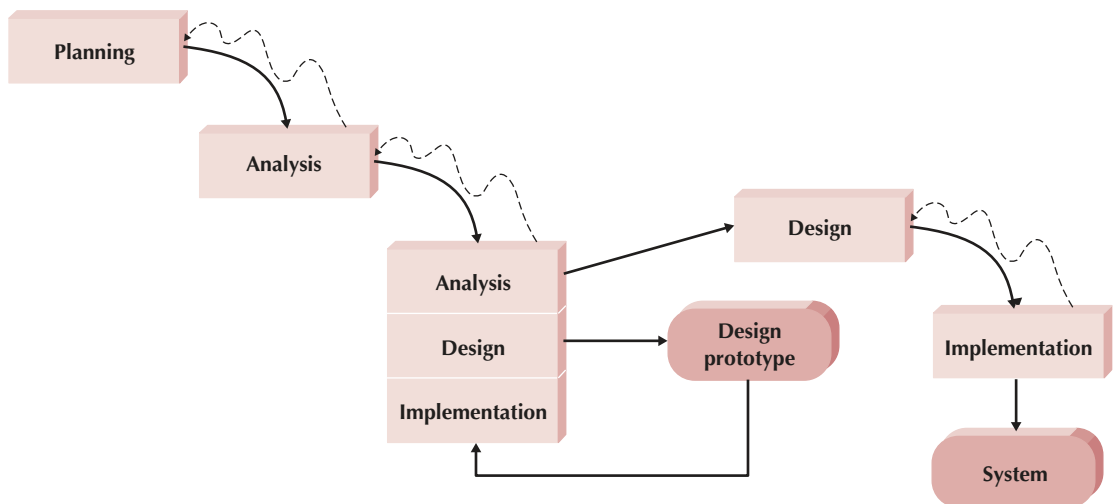 Planning
Analysis
Analysis
Design
Implementation
Design
prototype
Design
Implementation
System